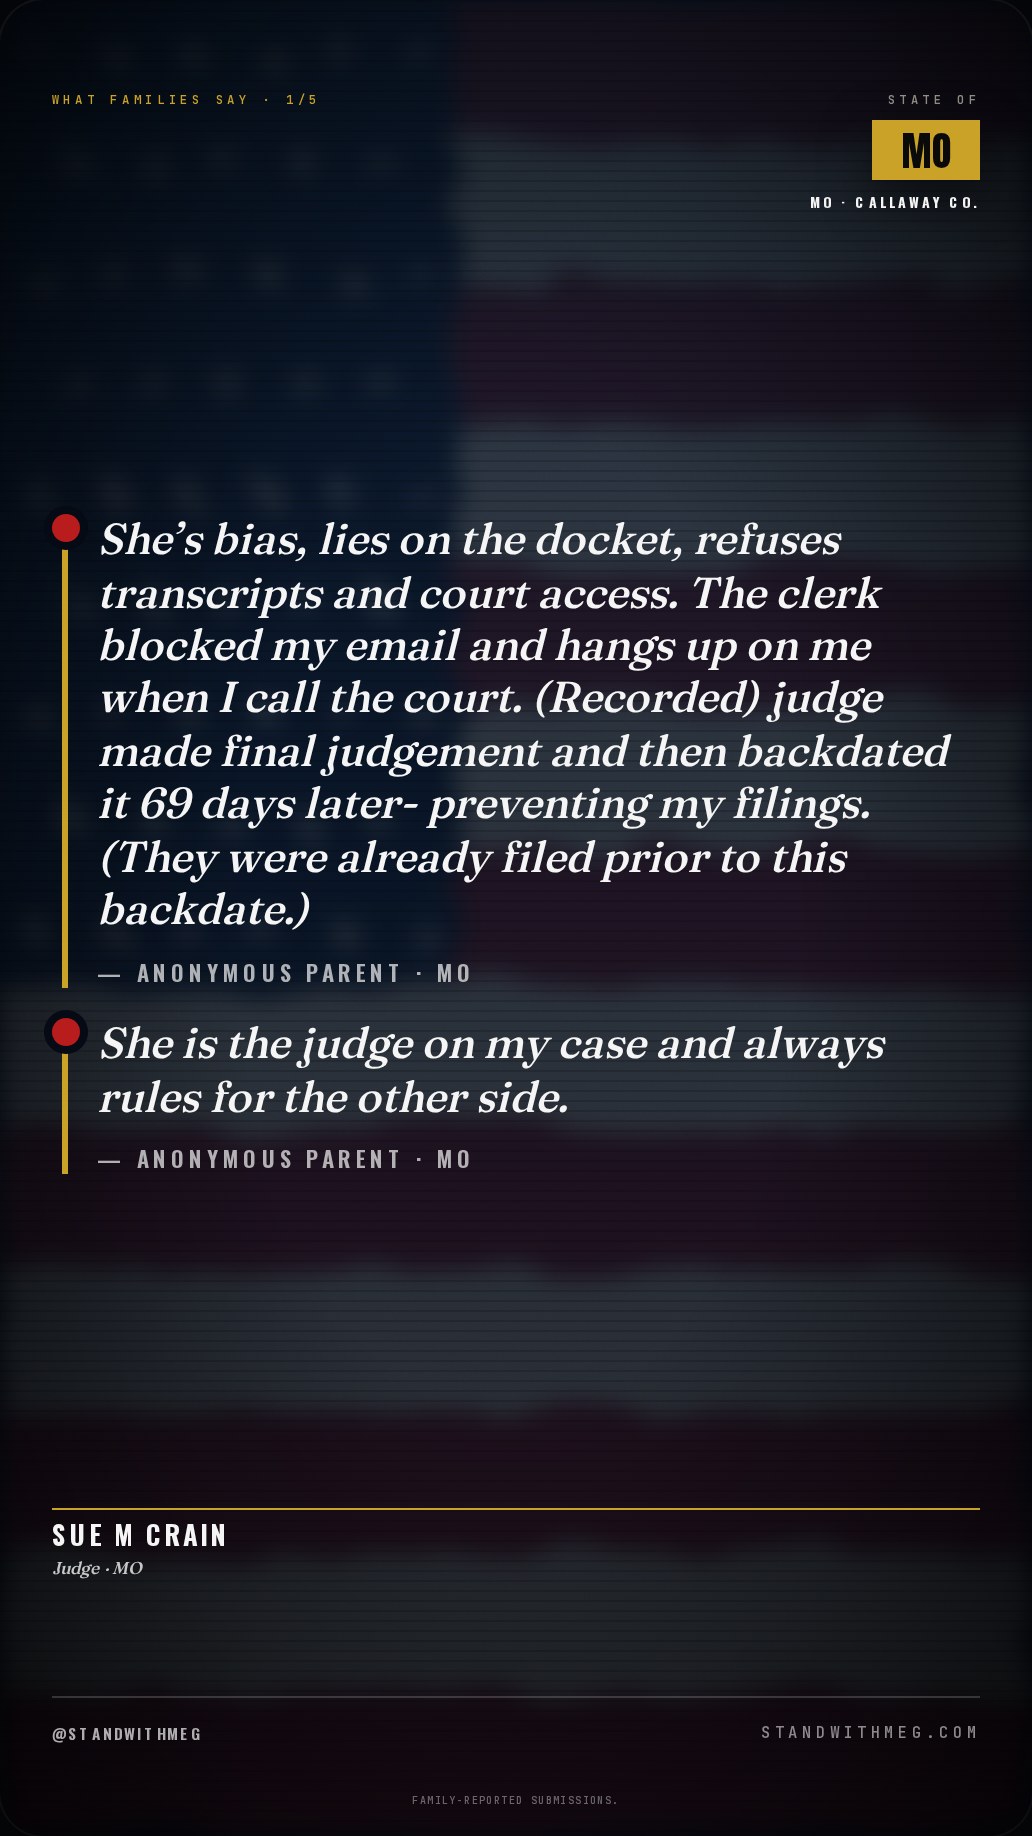 WHAT FAMILIES SAY · 1/5
STATE OF
MO
MO · CALLAWAY CO.
She’s bias, lies on the docket, refuses
transcripts and court access. The clerk
blocked my email and hangs up on me
when I call the court. (Recorded) judge
made final judgement and then backdated
it 69 days later- preventing my filings.
(They were already filed prior to this
backdate.)
— ANONYMOUS PARENT · MO
She is the judge on my case and always
rules for the other side.
— ANONYMOUS PARENT · MO
SUE M CRAIN
Judge · MO
@STANDWITHMEG
STANDWITHMEG.COM
FAMILY-REPORTED SUBMISSIONS.